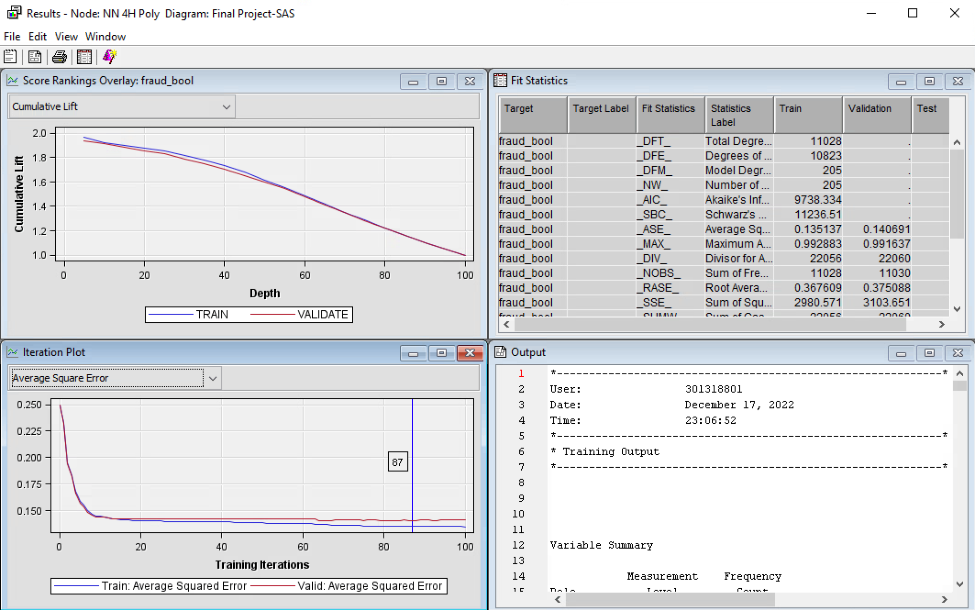 Results - Node: NN 4H Poly Diagram: Final Project-SAS
File Edit View Window
Score Rankings Overlay: fraud_bool
Cumulative Lift
2.0
1.8
1.6
1.4
1.2
1.0
Cumulative Lift
0 20 40 60 80 100
Depth
TRAIN VALIDATE
Fit Statistics
Target Target Label Fit Statistics Statistics Label Train Validation Test
fraud_bool _DFT_ Total Degre... 11028 .
fraud_bool _DFE_ Degrees of ... 10823 .
fraud_bool _DFM_ Model Degr... 205 .
fraud_bool _NW_ Number of ... 205 .
fraud_bool _AIC_ Akaike's Inf... 9738.334 .
fraud_bool _SBC_ Schwarz's ... 11236.51 .
fraud_bool _ASE_ Average Sq... 0.135137 0.140691
fraud_bool _MAX_ Maximum A... 0.992883 0.991637
fraud_bool _DIV_ Divisor for A... 22056 22060
fraud_bool _NOBS_ Sum of Fre... 11028 11030
fraud_bool _RASE_ Root Avera... 0.367609 0.375088
fraud_bool _SSE_ Sum of Squ... 2980.571 3103.651
Iteration Plot
Average Square Error
0.250
0.225
0.200
0.175
0.150
87
0 20 40 60 80 100
Training Iterations
Train: Average Squared Error Valid: Average Squared Error
Output
1 *------------------------------------------------------------*
2 User: 301318801
3 Date: December 17, 2022
4 Time: 23:06:52
5 *------------------------------------------------------------*
6 * Training Output
7 *------------------------------------------------------------*
8
9
10
11
12 Variable Summary
13
14 Measurement Frequency
15 Role Level Count